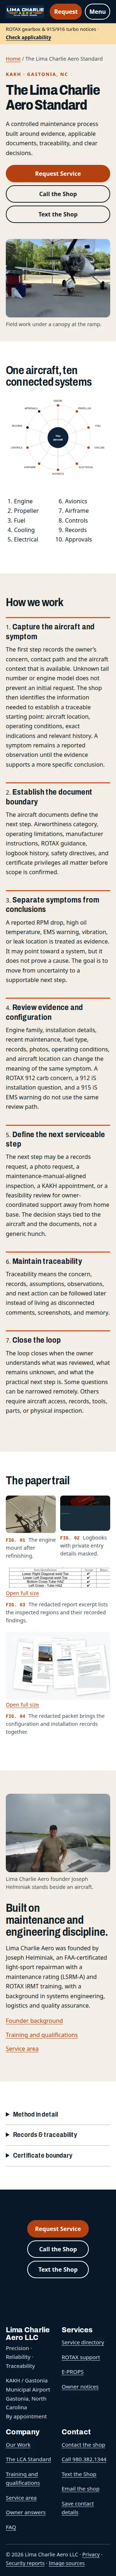 LIMA CHARLIE
Request
Menu
ROTAX gearbox & 915/916 turbo notices ·
Check applicability
Home / The Lima Charlie Aero Standard
KAKH · GASTONIA, NC
The Lima Charlie
Aero Standard
A controlled maintenance process
built around evidence, applicable
documents, traceability, and clear
decisions.
Request Service
Call the Shop
Text the Shop
Field work under a canopy at the ramp.
One aircraft, ten
connected systems
1. Engine
2. Propeller
3. Fuel
4. Cooling
5. Electrical
6. Avionics
7. Airframe
8. Controls
9. Records
10. Approvals
How we work
1. Capture the aircraft and
symptom
The first step records the owner's
concern, contact path and the aircraft
context that is available. Unknown tail
number or engine model does not
prevent an initial request. The shop
then identifies the information
needed to establish a traceable
starting point: aircraft location,
operating conditions, exact
indications and relevant history. A
symptom remains a reported
observation until the evidence
supports a more specific conclusion.
2. Establish the document
boundary
The aircraft documents define the
next step. Airworthiness category,
operating limitations, manufacturer
instructions, ROTAX guidance,
logbook history, safety directives, and
certificate privileges all matter before
scope is confirmed.
3. Separate symptoms from
conclusions
A reported RPM drop, high oil
temperature, EMS warning, vibration,
or leak location is treated as evidence.
It may point toward a system, but it
does not prove a cause. The goal is to
move from uncertainty to a
supportable next step.
4. Review evidence and
configuration
Engine family, installation details,
recent maintenance, fuel type,
records, photos, operating conditions,
and aircraft location can change the
meaning of the same symptom. A
ROTAX 912 carb concern, a 912 iS
installation question, and a 915 iS
EMS warning do not use the same
review path.
5. Define the next serviceable
step
The next step may be a records
request, a photo request, a
maintenance-manual-aligned
inspection, a KAKH appointment, or a
feasibility review for owner-
coordinated support away from home
base. The decision stays tied to the
aircraft and the documents, not a
generic hunch.
6. Maintain traceability
Traceability means the concern,
records, assumptions, observations,
and next action can be followed later
instead of living as disconnected
comments, screenshots, and memory.
7. Close the loop
The loop closes when the owner
understands what was reviewed, what
remains unknown, and what the
practical next step is. Some questions
can be narrowed remotely. Others
require aircraft access, records, tools,
parts, or physical inspection.
The paper trail
FIG. 01 The engine
mount after
refinishing.
FIG. 02 Logbooks
with private entry
details masked.
Open full size
FIG. 03 The redacted report excerpt lists
the inspected regions and their recorded
findings.
Open full size
FIG. 04 The redacted packet brings the
configuration and installation records
together.
Lima Charlie Aero founder Joseph
Helminiak stands beside an aircraft.
Built on
maintenance and
engineering discipline.
Lima Charlie Aero was founded by
Joseph Helminiak, an FAA-certificated
light-sport repairman with a
maintenance rating (LSRM-A) and
ROTAX iRMT training, with a
background in systems engineering,
logistics and quality assurance.
Founder background
Training and qualifications
Service area
Method in detail
Records & traceability
Certificate boundary
Request Service
Call the Shop
Text the Shop
Lima Charlie
Aero LLC
Precision ·
Reliability ·
Traceability
KAKH / Gastonia
Municipal Airport
Gastonia, North
Carolina
By appointment
Services
Service directory
ROTAX support
E-PROPS
Owner notices
Company
Our Work
The LCA Standard
Training and
qualifications
Service area
Owner answers
FAQ
Contact
Contact the shop
Call 980.382.1344
Text the Shop
Email the shop
Save contact
details
© 2026 Lima Charlie Aero LLC · Privacy ·
Security reports · Image sources